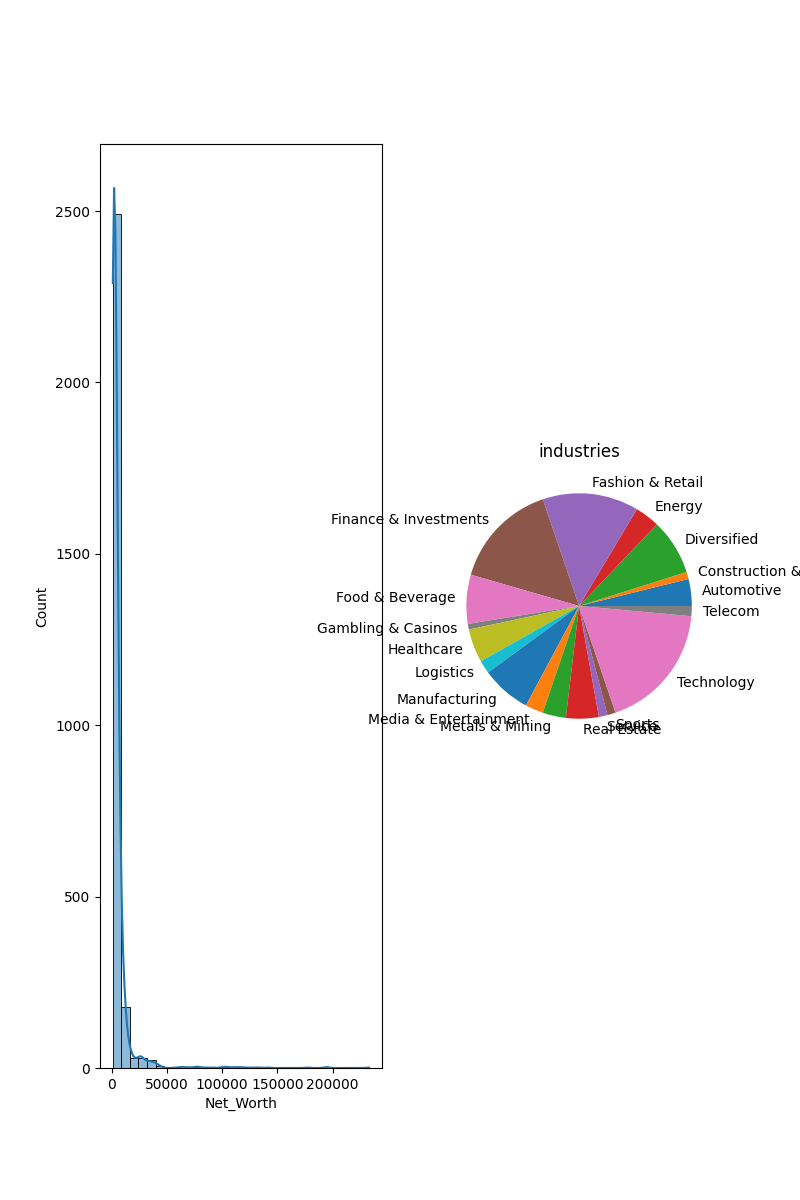 2500
2000
1500
1000
500
0
Count
0 50000 100000 150000 200000
Net_Worth
industries
Fashion & Retail
Energy
Finance & Investments
Diversified
Construction &
Automotive
Food & Beverage
Telecom
Gambling & Casinos
Healthcare
Logistics
Technology
Manufacturing
Media & Entertainment
Metals & Mining
Sports
Real Estate